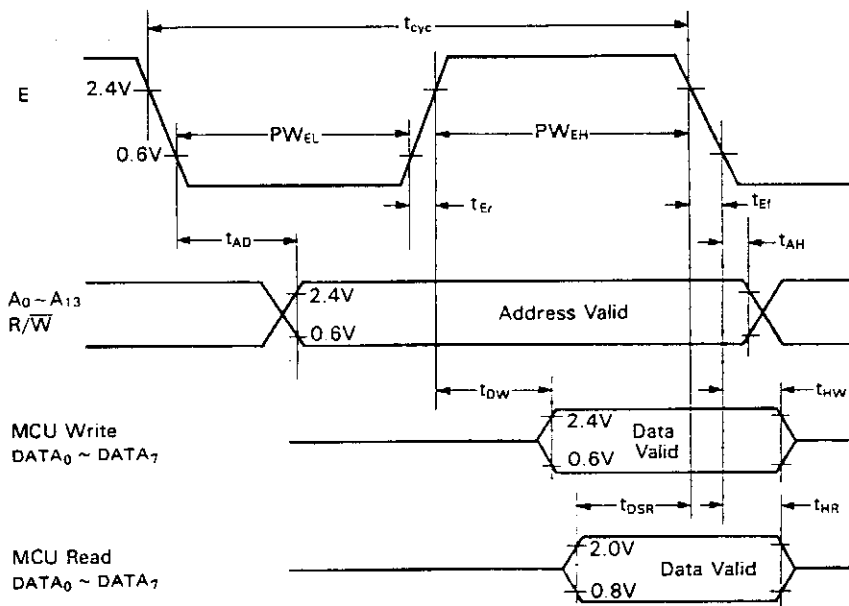 tcyc
E
2.4V
PWEL
PWEH
0.6V
tEr
tEf
tAD
tAH
A0 ~ A13
R/W̅
2.4V
Address Valid
0.6V
tDW
tHW
MCU Write
DATA0 ~ DATA7
2.4V
Data
Valid
0.6V
tDSR
tHR
MCU Read
DATA0 ~ DATA7
2.0V
Data Valid
0.8V